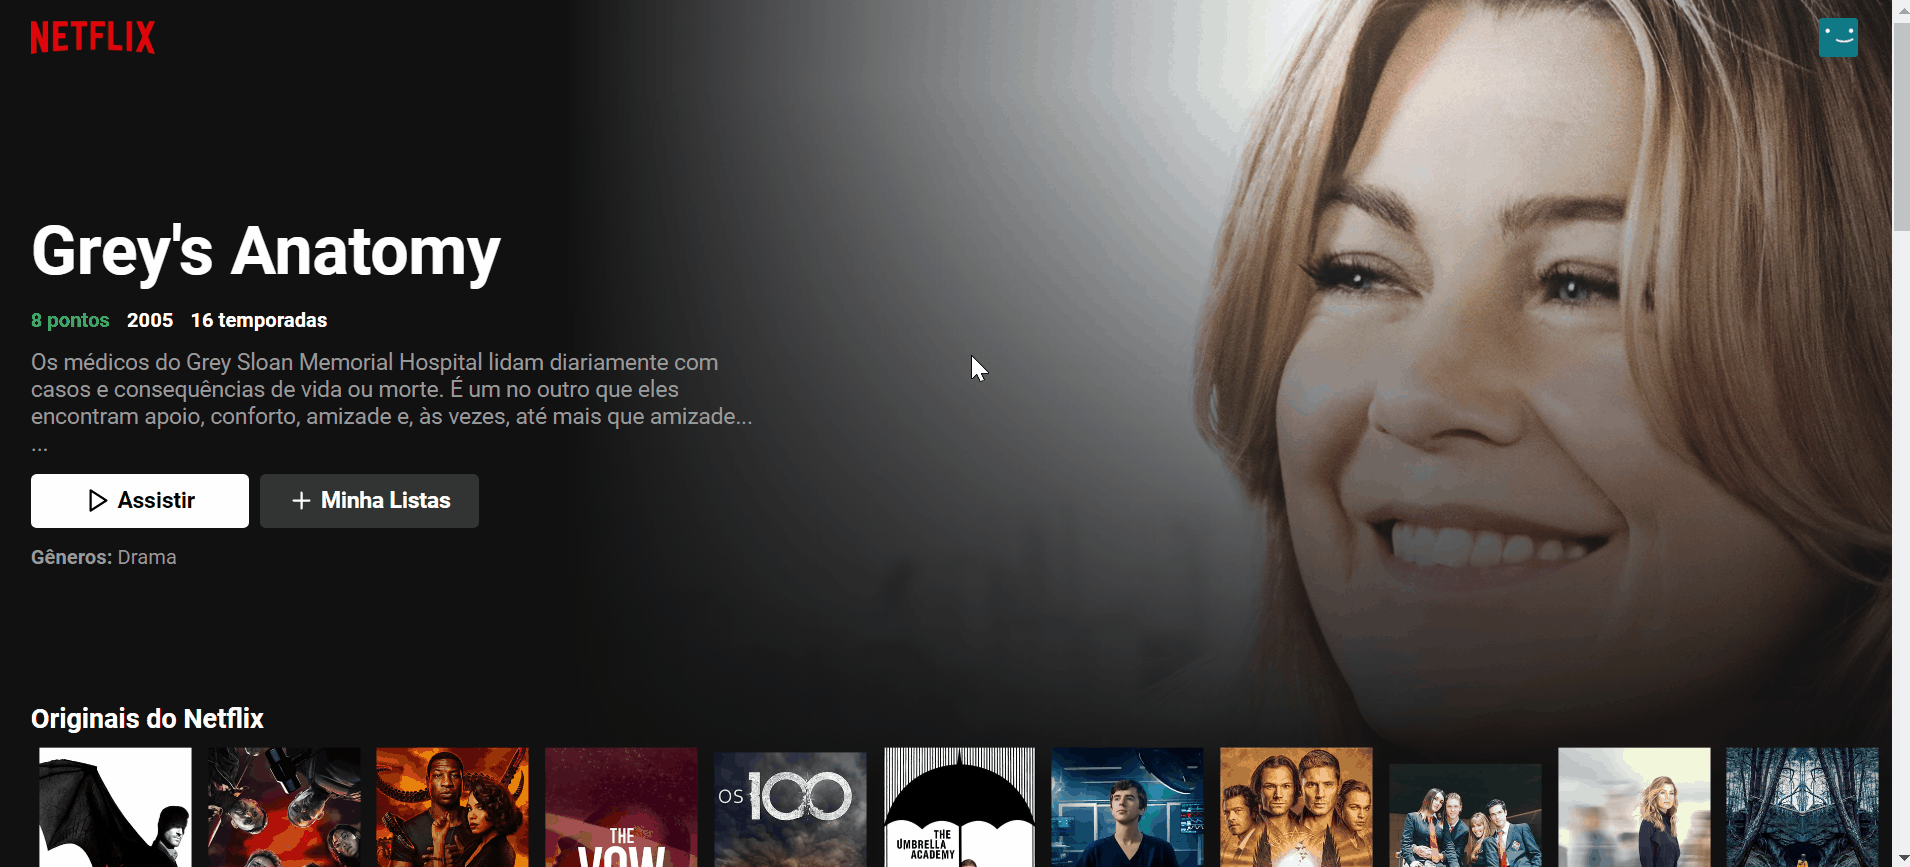 NETFLIX
Grey's Anatomy
8 pontos 2005 16 temporadas
Os médicos do Grey Sloan Memorial Hospital lidam diariamente com
casos e consequências de vida ou morte. É um no outro que eles
encontram apoio, conforto, amizade e, às vezes, até mais que amizade...
...
Assistir
Minha Listas
Gêneros: Drama
Originais do Netflix
THE
VOW
OS 100
THE
UMBRELLA
ACADEMY